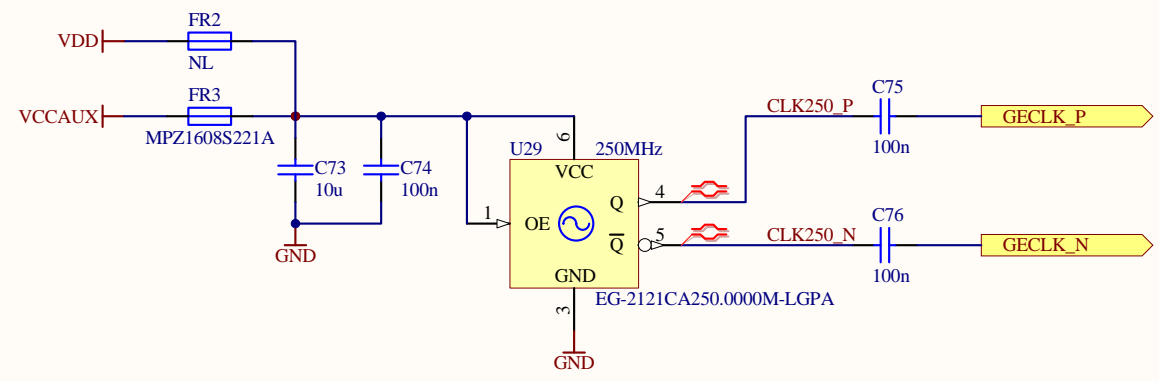 FR2
VDD
NL
FR3
VCCAUX
MPZ1608S221A
C73
10u
C74
100n
GND
U29
250MHz
6
VCC
1
OE
Q
4
Q̅
5
GND
3
EG-2121CA250.0000M-LGPA
GND
CLK250_P
C75
100n
GECLK_P
CLK250_N
C76
100n
GECLK_N